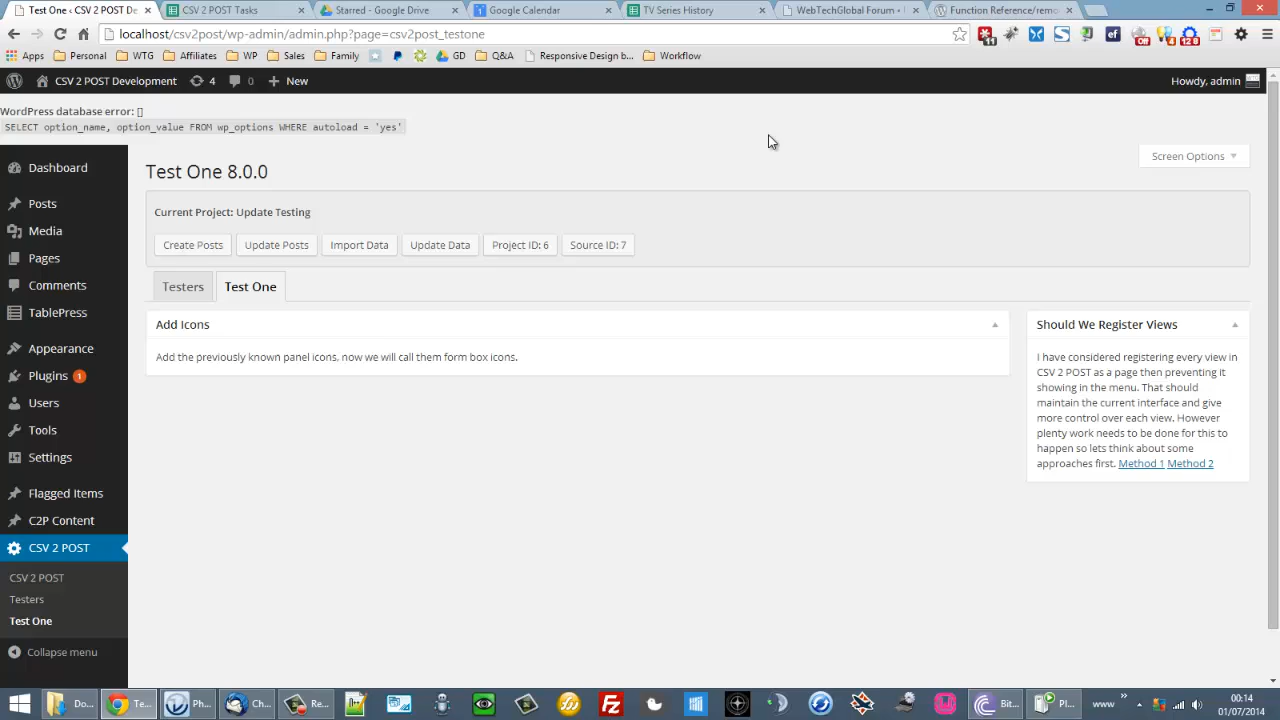 Test One ‹ CSV 2 POST De
CSV 2 POST Tasks
Starred - Google Drive
Google Calendar
TV Series History
WebTechGlobal Forum •
Function Reference/remo
localhost/csv2post/wp-admin/admin.php?page=csv2post_testone
Apps
Personal
WTG
Affiliates
WP
Sales
Family
GD
Q&A
Responsive Design b...
Workflow
CSV 2 POST Development
4
0
New
Howdy, admin
WordPress database error: []
SELECT option_name, option_value FROM wp_options WHERE autoload = 'yes'
Screen Options
Test One 8.0.0
Current Project: Update Testing
Create Posts
Update Posts
Import Data
Update Data
Project ID: 6
Source ID: 7
Testers
Test One
Add Icons
Add the previously known panel icons, now we will call them form box icons.
Should We Register Views
I have considered registering every view in
CSV 2 POST as a page then preventing it
showing in the menu. That should
maintain the current interface and give
more control over each view. However
plenty work needs to be done for this to
happen so lets think about some
approaches first. Method 1 Method 2
Dashboard
Posts
Media
Pages
Comments
TablePress
Appearance
Plugins 1
Users
Tools
Settings
Flagged Items
C2P Content
CSV 2 POST
CSV 2 POST
Testers
Test One
Collapse menu
Do...
Te...
Ph...
Ch...
Re...
Bit...
Pl...
www
00:14
01/07/2014